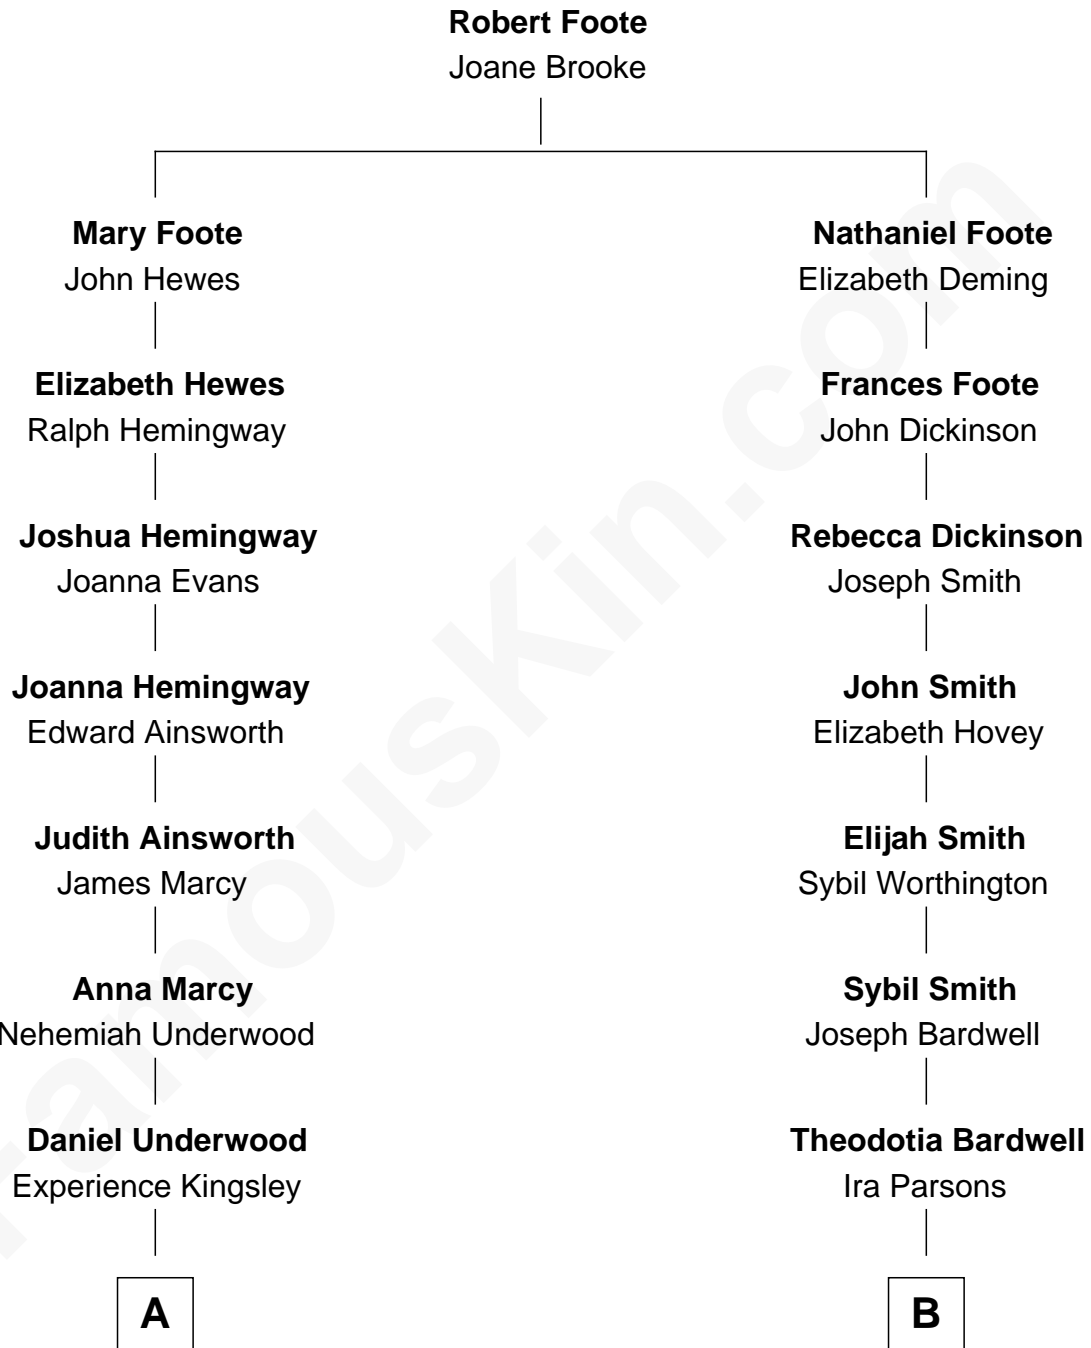 Robert Foote
Joane Brooke
Mary Foote
John Hewes
Nathaniel Foote
Elizabeth Deming
Elizabeth Hewes
Ralph Hemingway
Frances Foote
John Dickinson
Joshua Hemingway
Joanna Evans
Rebecca Dickinson
Joseph Smith
Joanna Hemingway
Edward Ainsworth
John Smith
Elizabeth Hovey
Judith Ainsworth
James Marcy
Elijah Smith
Sybil Worthington
Anna Marcy
Nehemiah Underwood
Sybil Smith
Joseph Bardwell
Daniel Underwood
Experience Kingsley
Theodotia Bardwell
Ira Parsons
A
B
FamousKin.com